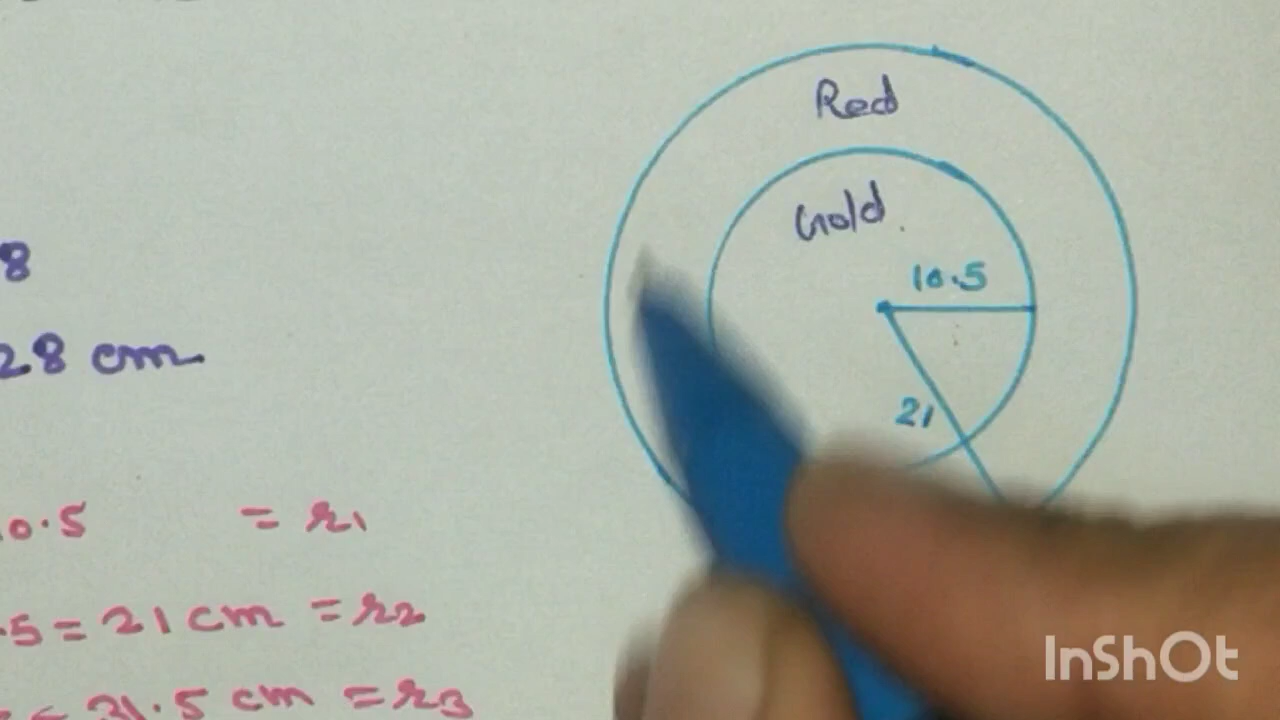 Red
Gold.
10.5
21
8
28 cm
10.5 = r1
.5 = 21 cm = r2
= 31.5 cm = r3
InShOt